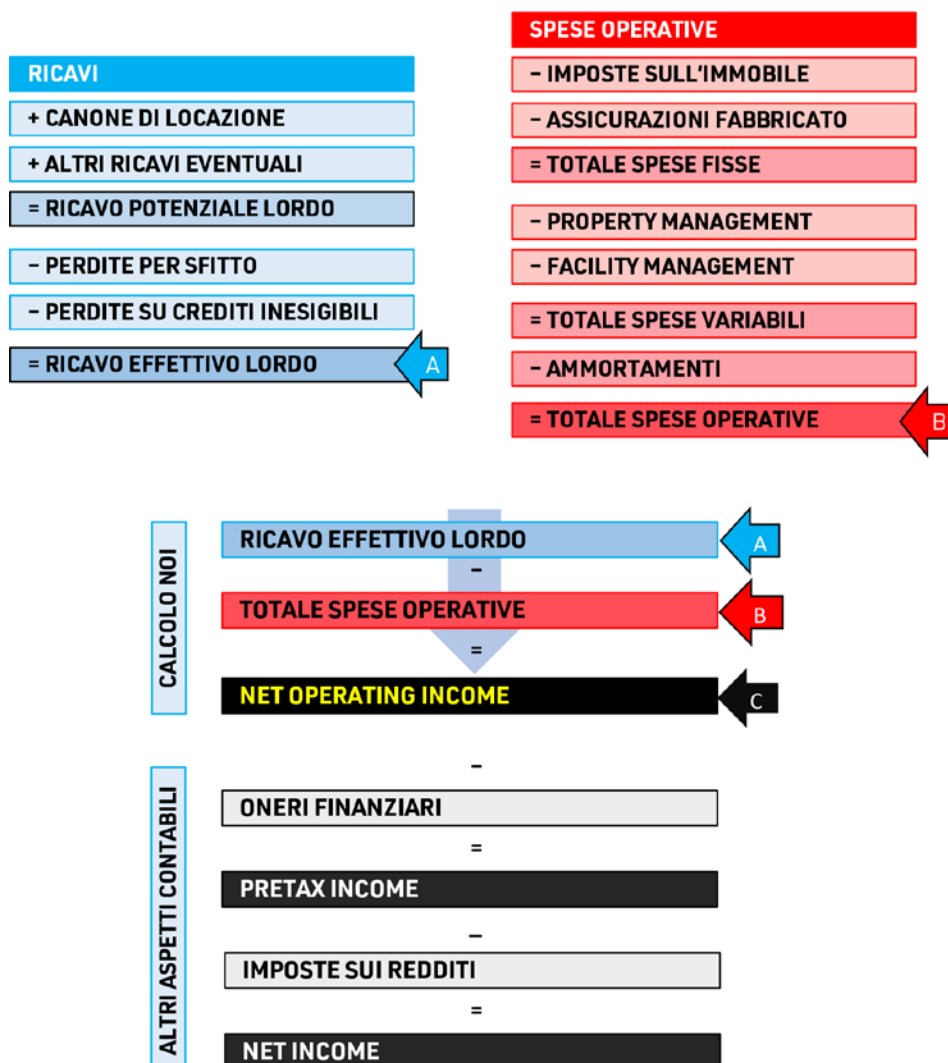 RICAVI
+ CANONE DI LOCAZIONE
+ ALTRI RICAVI EVENTUALI
= RICAVO POTENZIALE LORDO
– PERDITE PER SFITTO
– PERDITE SU CREDITI INESIGIBILI
= RICAVO EFFETTIVO LORDO
A
SPESE OPERATIVE
– IMPOSTE SULL'IMMOBILE
– ASSICURAZIONI FABBRICATO
= TOTALE SPESE FISSE
– PROPERTY MANAGEMENT
– FACILITY MANAGEMENT
= TOTALE SPESE VARIABILI
– AMMORTAMENTI
= TOTALE SPESE OPERATIVE
B
CALCOLO NOI
RICAVO EFFETTIVO LORDO
A
–
TOTALE SPESE OPERATIVE
B
=
NET OPERATING INCOME
C
ALTRI ASPETTI CONTABILI
–
ONERI FINANZIARI
=
PRETAX INCOME
–
IMPOSTE SUI REDDITI
=
NET INCOME